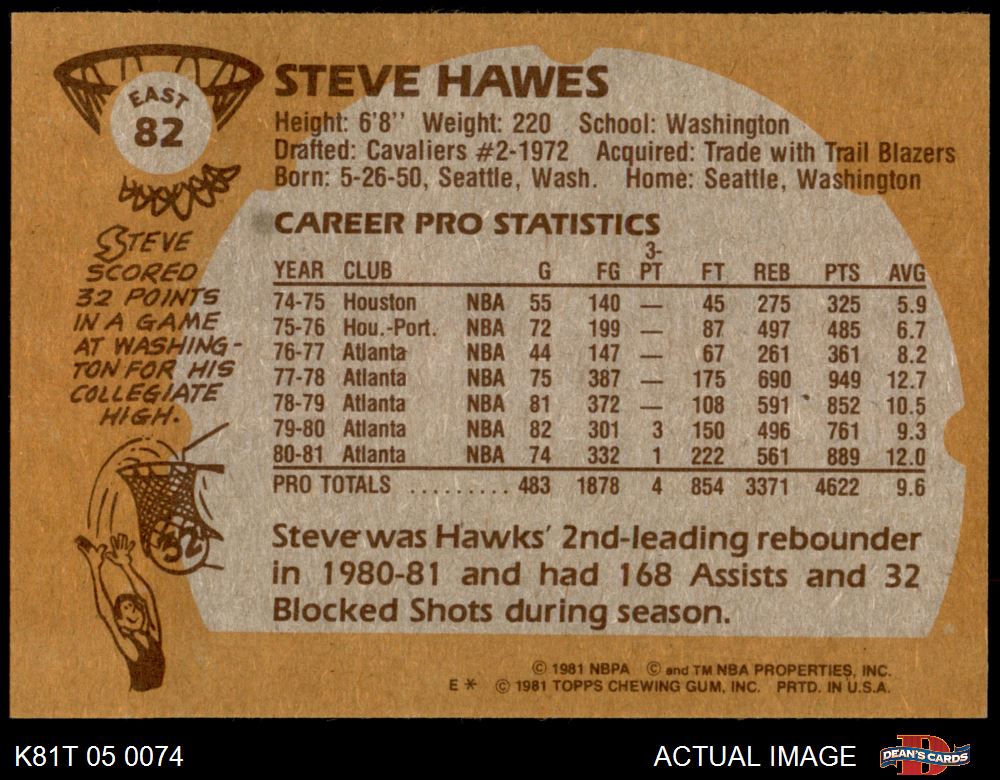 EAST
82
STEVE HAWES
Height: 6'8'' Weight: 220 School: Washington
Drafted: Cavaliers #2-1972 Acquired: Trade with Trail Blazers
Born: 5-26-50, Seattle, Wash. Home: Seattle, Washington
STEVE
SCORED
32 POINTS
IN A GAME
AT WASHING-
TON FOR HIS
COLLEGIATE
HIGH.
32
CAREER PRO STATISTICS
YEAR CLUB G FG 3-PT FT REB PTS AVG
74-75 Houston NBA 55 140 — 45 275 325 5.9
75-76 Hou.-Port. NBA 72 199 — 87 497 485 6.7
76-77 Atlanta NBA 44 147 — 67 261 361 8.2
77-78 Atlanta NBA 75 387 — 175 690 949 12.7
78-79 Atlanta NBA 81 372 — 108 591 852 10.5
79-80 Atlanta NBA 82 301 3 150 496 761 9.3
80-81 Atlanta NBA 74 332 1 222 561 889 12.0
PRO TOTALS ......... 483 1878 4 854 3371 4622 9.6
Steve was Hawks' 2nd-leading rebounder
in 1980-81 and had 168 Assists and 32
Blocked Shots during season.
© 1981 NBPA © and TM NBA PROPERTIES, INC.
E * © 1981 TOPPS CHEWING GUM, INC. PRTD. IN U.S.A.
K81T 05 0074 ACTUAL IMAGE DEAN'S CARDS